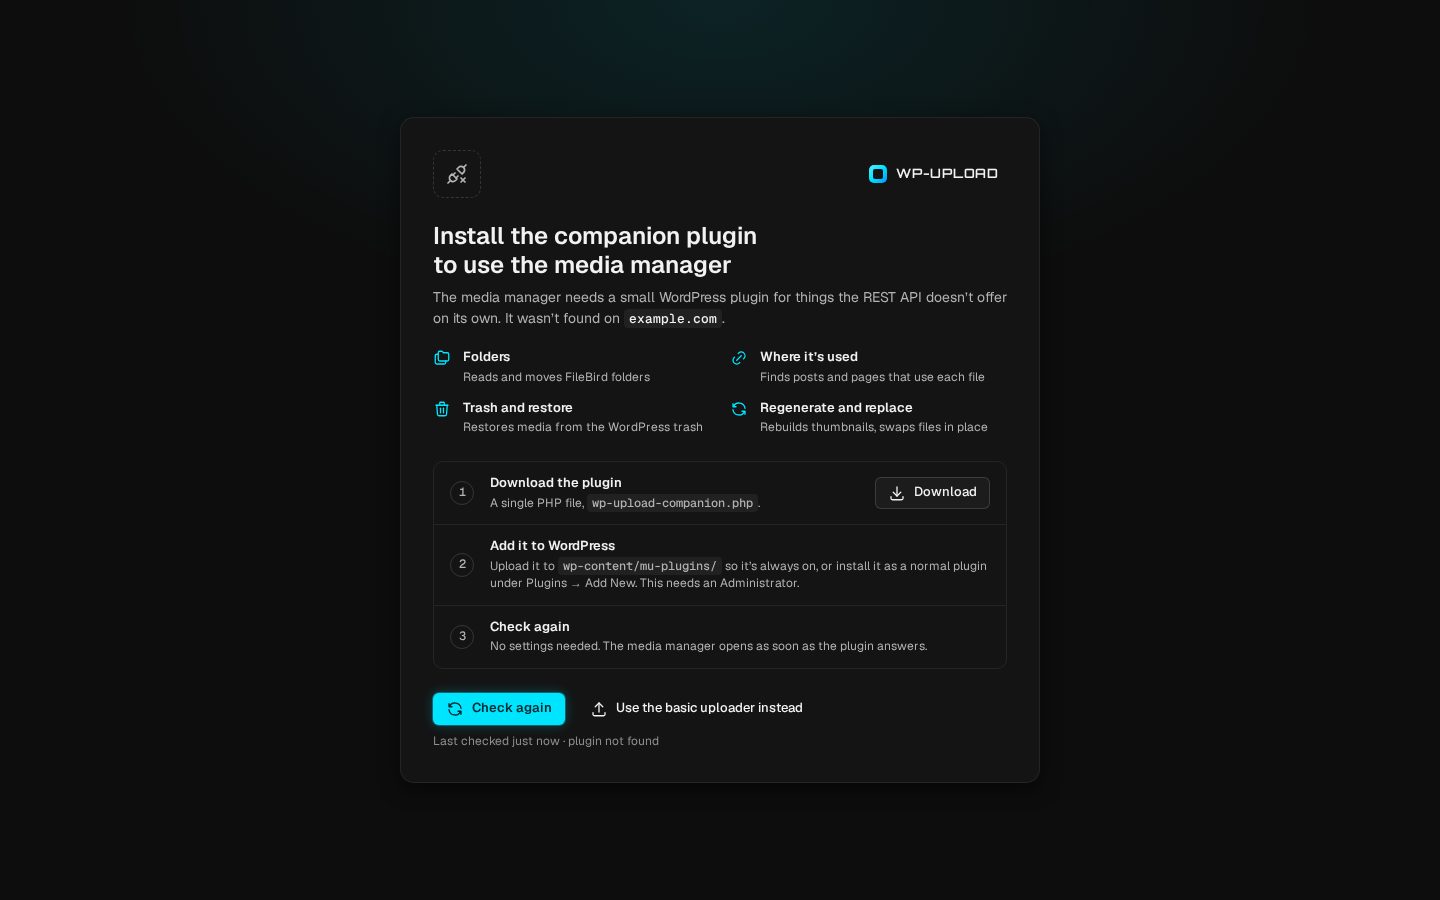 WP-UPLOAD
Install the companion plugin
to use the media manager
The media manager needs a small WordPress plugin for things the REST API doesn't offer
on its own. It wasn't found on example.com.
Folders
Reads and moves FileBird folders
Where it's used
Finds posts and pages that use each file
Trash and restore
Restores media from the WordPress trash
Regenerate and replace
Rebuilds thumbnails, swaps files in place
1
Download the plugin
A single PHP file, wp-upload-companion.php.
Download
2
Add it to WordPress
Upload it to wp-content/mu-plugins/ so it's always on, or install it as a normal plugin
under Plugins → Add New. This needs an Administrator.
3
Check again
No settings needed. The media manager opens as soon as the plugin answers.
Check again
Use the basic uploader instead
Last checked just now · plugin not found